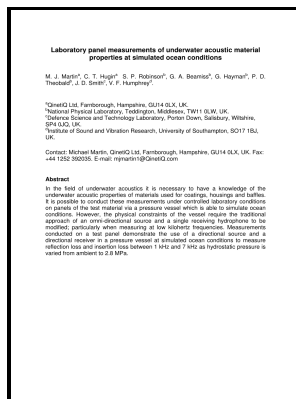 Laboratory panel measurements of underwater acoustic material
properties at simulated ocean conditions
M. J. Martinᵃ, C. T. Huginᵃ S. P. Robinsonᵇ, G. A. Beamissᵇ, G. Haymanᵇ, P. D.
Theobaldᵇ, J. D. Smithᶜ, V. F. Humphreyᵈ.
ᵃQinetiQ Ltd, Farnborough, Hampshire, GU14 0LX, UK.
ᵇNational Physical Laboratory, Teddington, Middlesex, TW11 0LW, UK.
ᶜDefence Science and Technology Laboratory, Porton Down, Salisbury, Wiltshire,
SP4 0JQ, UK.
ᵈInstitute of Sound and Vibration Research, University of Southampton, SO17 1BJ,
UK.
Contact: Michael Martin, QinetiQ Ltd, Farnborough, Hampshire, GU14 0LX, UK. Fax:
+44 1252 392035. E-mail: mjmartin1@QinetiQ.com
Abstract
In the field of underwater acoustics it is necessary to have a knowledge of the
underwater acoustic properties of materials used for coatings, housings and baffles.
It is possible to conduct these measurements under controlled laboratory conditions
on panels of the test material via a pressure vessel which is able to simulate ocean
conditions. However, the physical constraints of the vessel require the traditional
approach of an omni-directional source and a single receiving hydrophone to be
modified; particularly when measuring at low kilohertz frequencies. Measurements
conducted on a test panel demonstrate the use of a directional source and a
directional receiver in a pressure vessel at simulated ocean conditions to measure
reflection loss and insertion loss between 1 kHz and 7 kHz as hydrostatic pressure is
varied from ambient to 2.8 MPa.